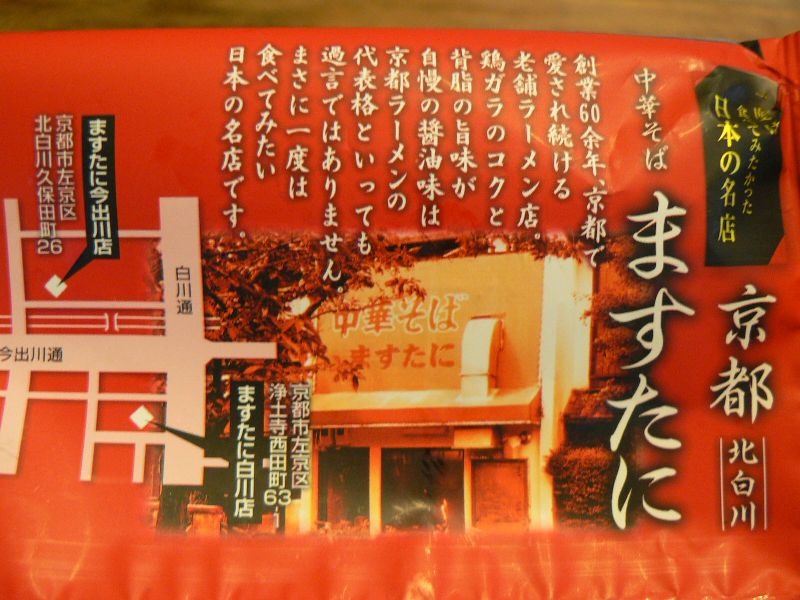 一度は
食べてみたかった
日本の名店
京都
北白川
中華そば
ますたに
創業60余年、京都で
愛され続ける
老舗ラーメン店。
鶏ガラのコクと
背脂の旨味が
自慢の醤油味は
京都ラーメンの
代表格といっても
過言ではありません。
まさに一度は
食べてみたい
日本の名店です。
中華そば
ますたに
ますたに今出川店
京都市左京区
北白川久保田町26
白川通
今出川通
京都市左京区
浄土寺西田町63-1
ますたに白川店